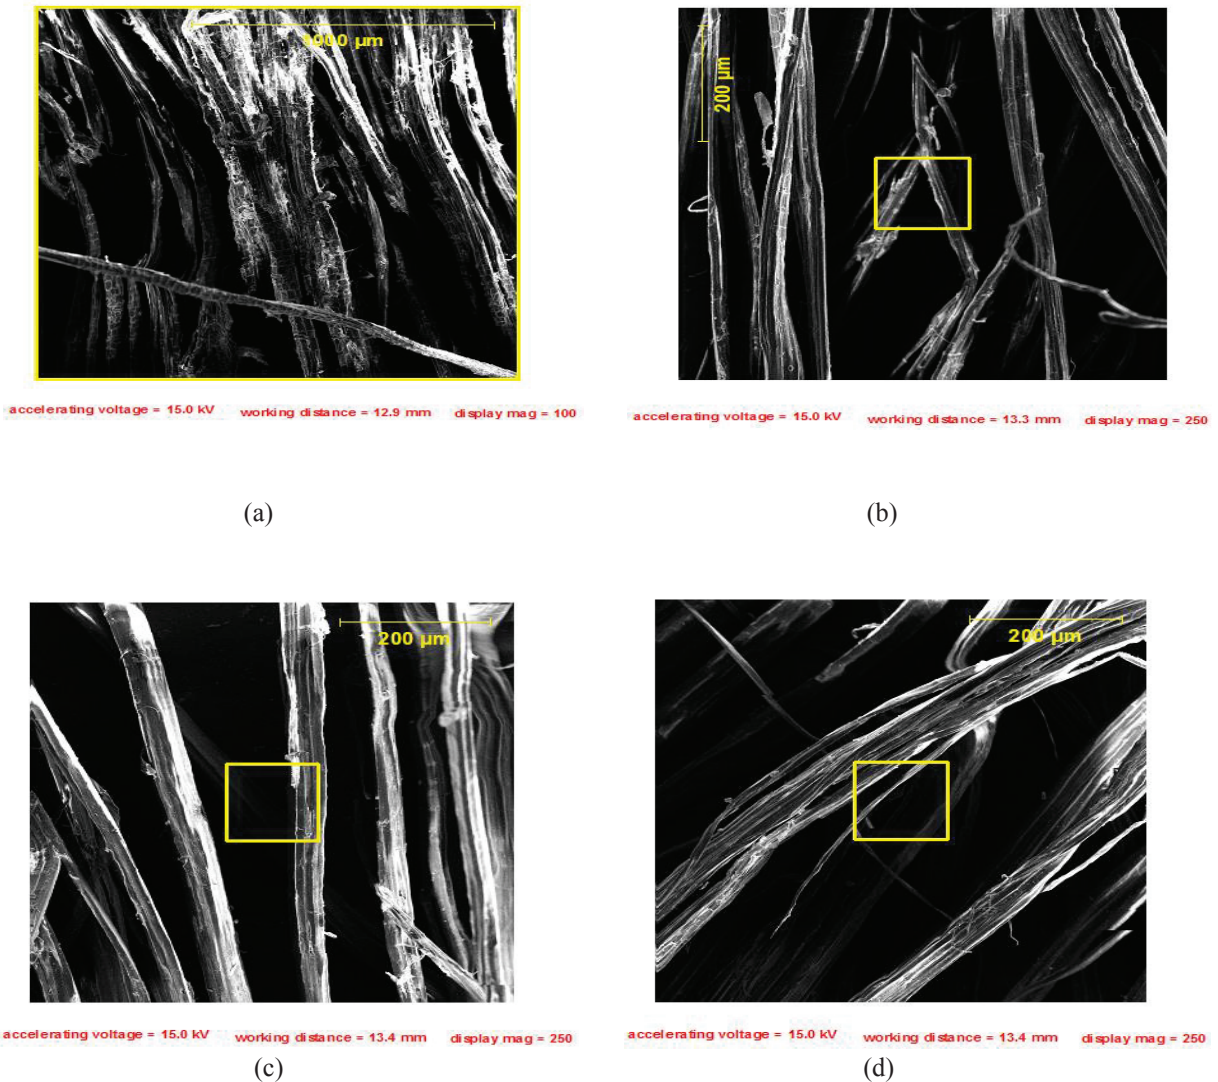 1000 µm
200 µm
accelerating voltage = 15.0 kV working distance = 12.9 mm display mag = 100
accelerating voltage = 15.0 kV working distance = 13.3 mm display mag = 250
(a)
(b)
200 µm
200 µm
accelerating voltage = 15.0 kV working distance = 13.4 mm display mag = 250
accelerating voltage = 15.0 kV working distance = 13.4 mm display mag = 250
(c)
(d)